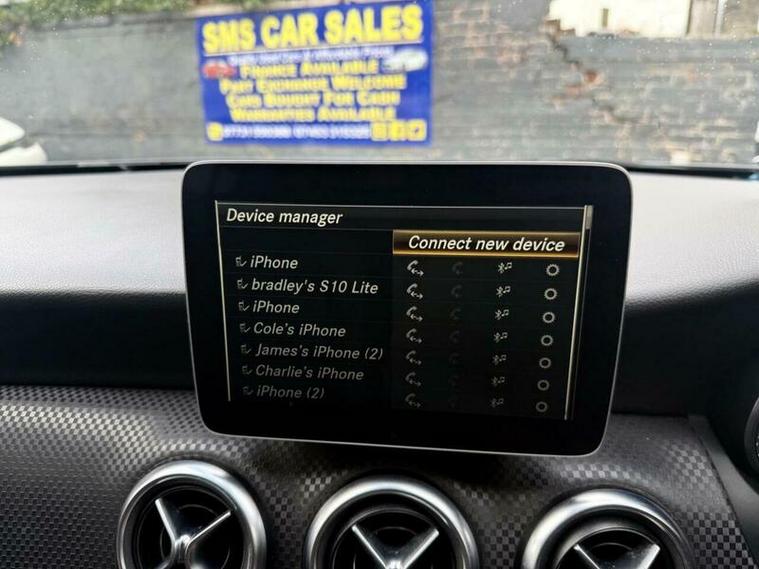 SMS CAR SALES
Finance Available
Part Exchange Welcome
Cars Bought For Cash
Warranties Available
Device manager
Connect new device
iPhone
bradley's S10 Lite
iPhone
Cole's iPhone
James's iPhone (2)
Charlie's iPhone
iPhone (2)